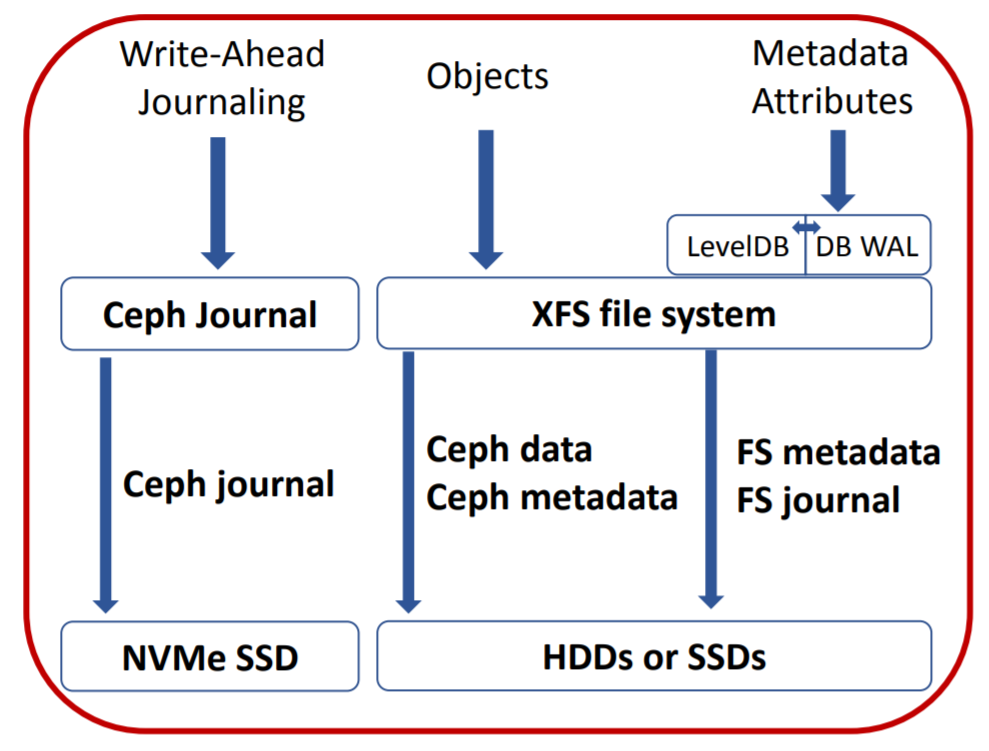 Write-Ahead
Journaling
Objects
Metadata
Attributes
LevelDB
DB WAL
Ceph Journal
XFS file system
Ceph journal
Ceph data
Ceph metadata
FS metadata
FS journal
NVMe SSD
HDDs or SSDs